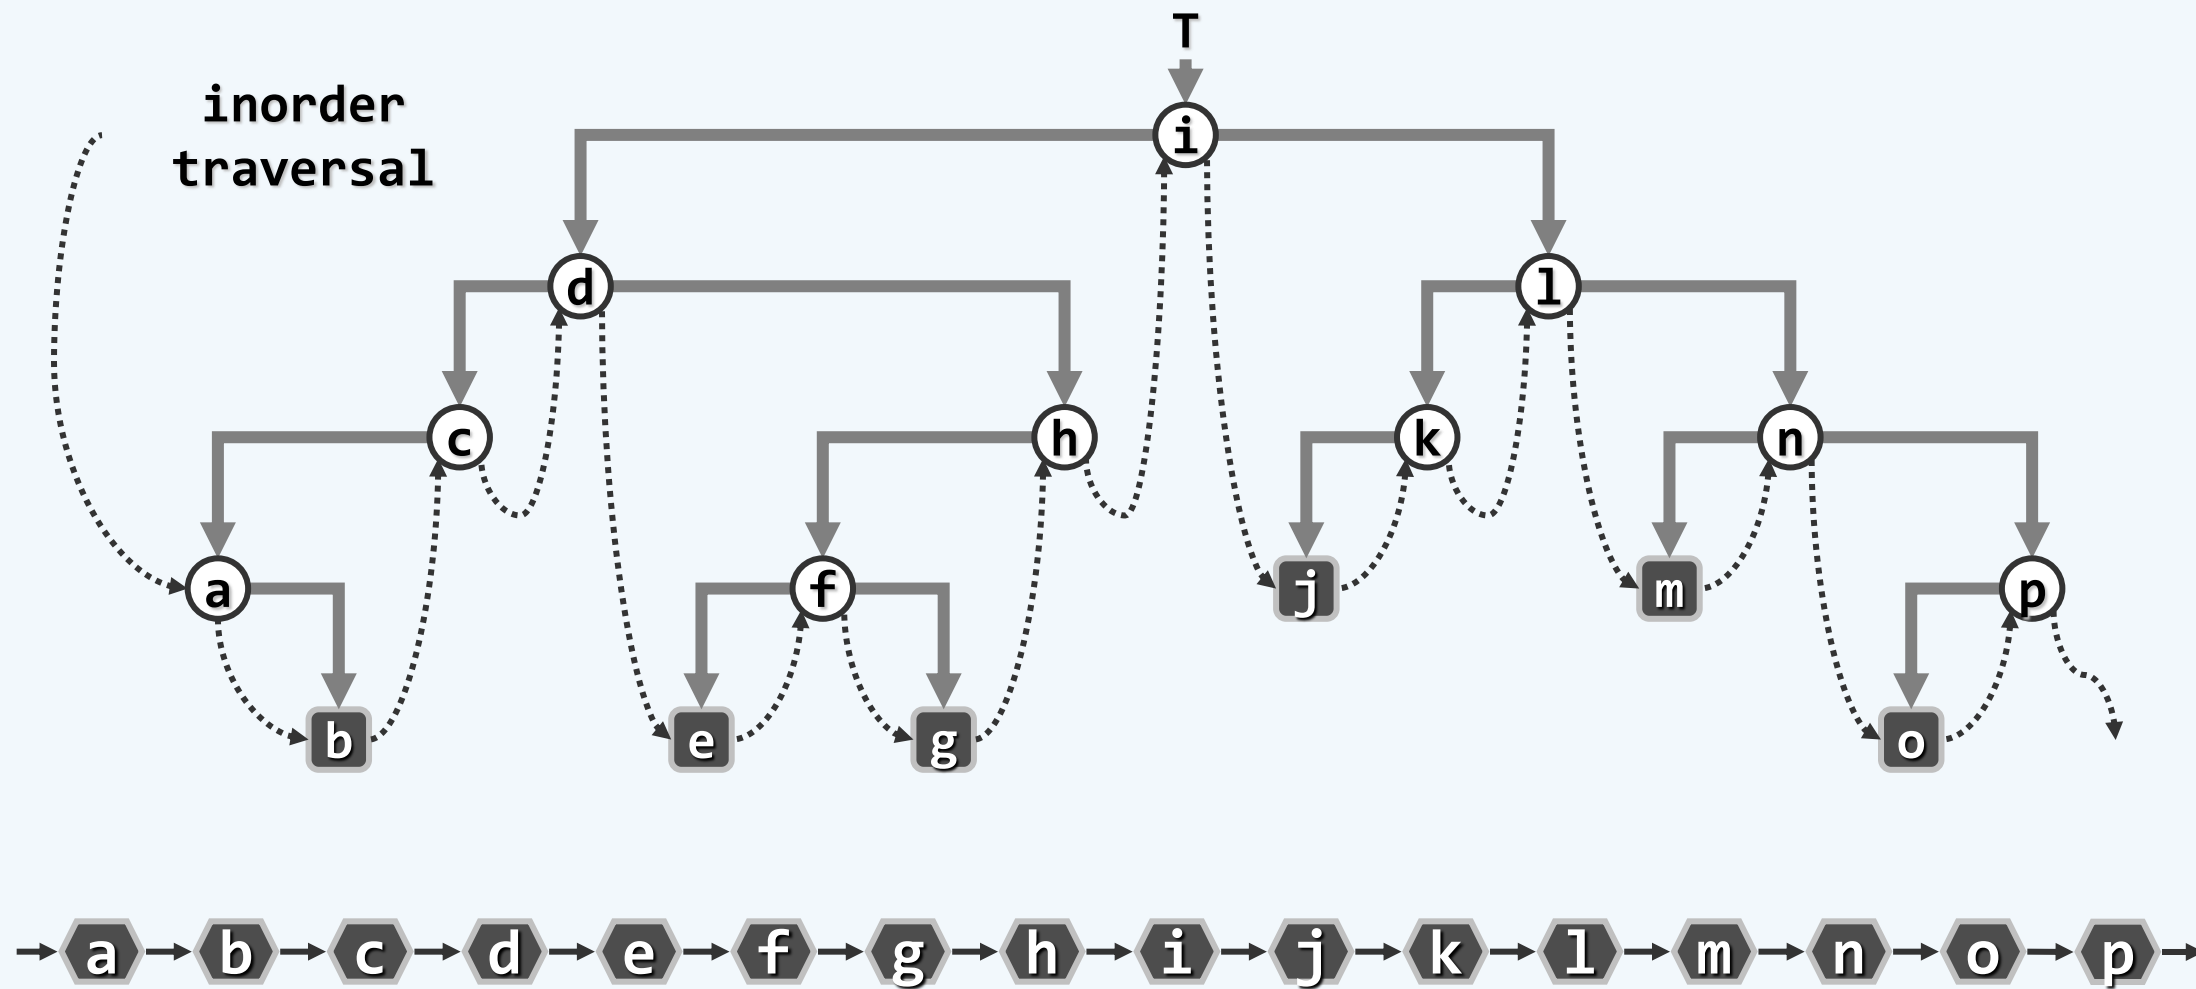 T
inorder
traversal
i
d l
c h k n
a f j m p
b e g o
a b c d e f g h i j k l m n o p